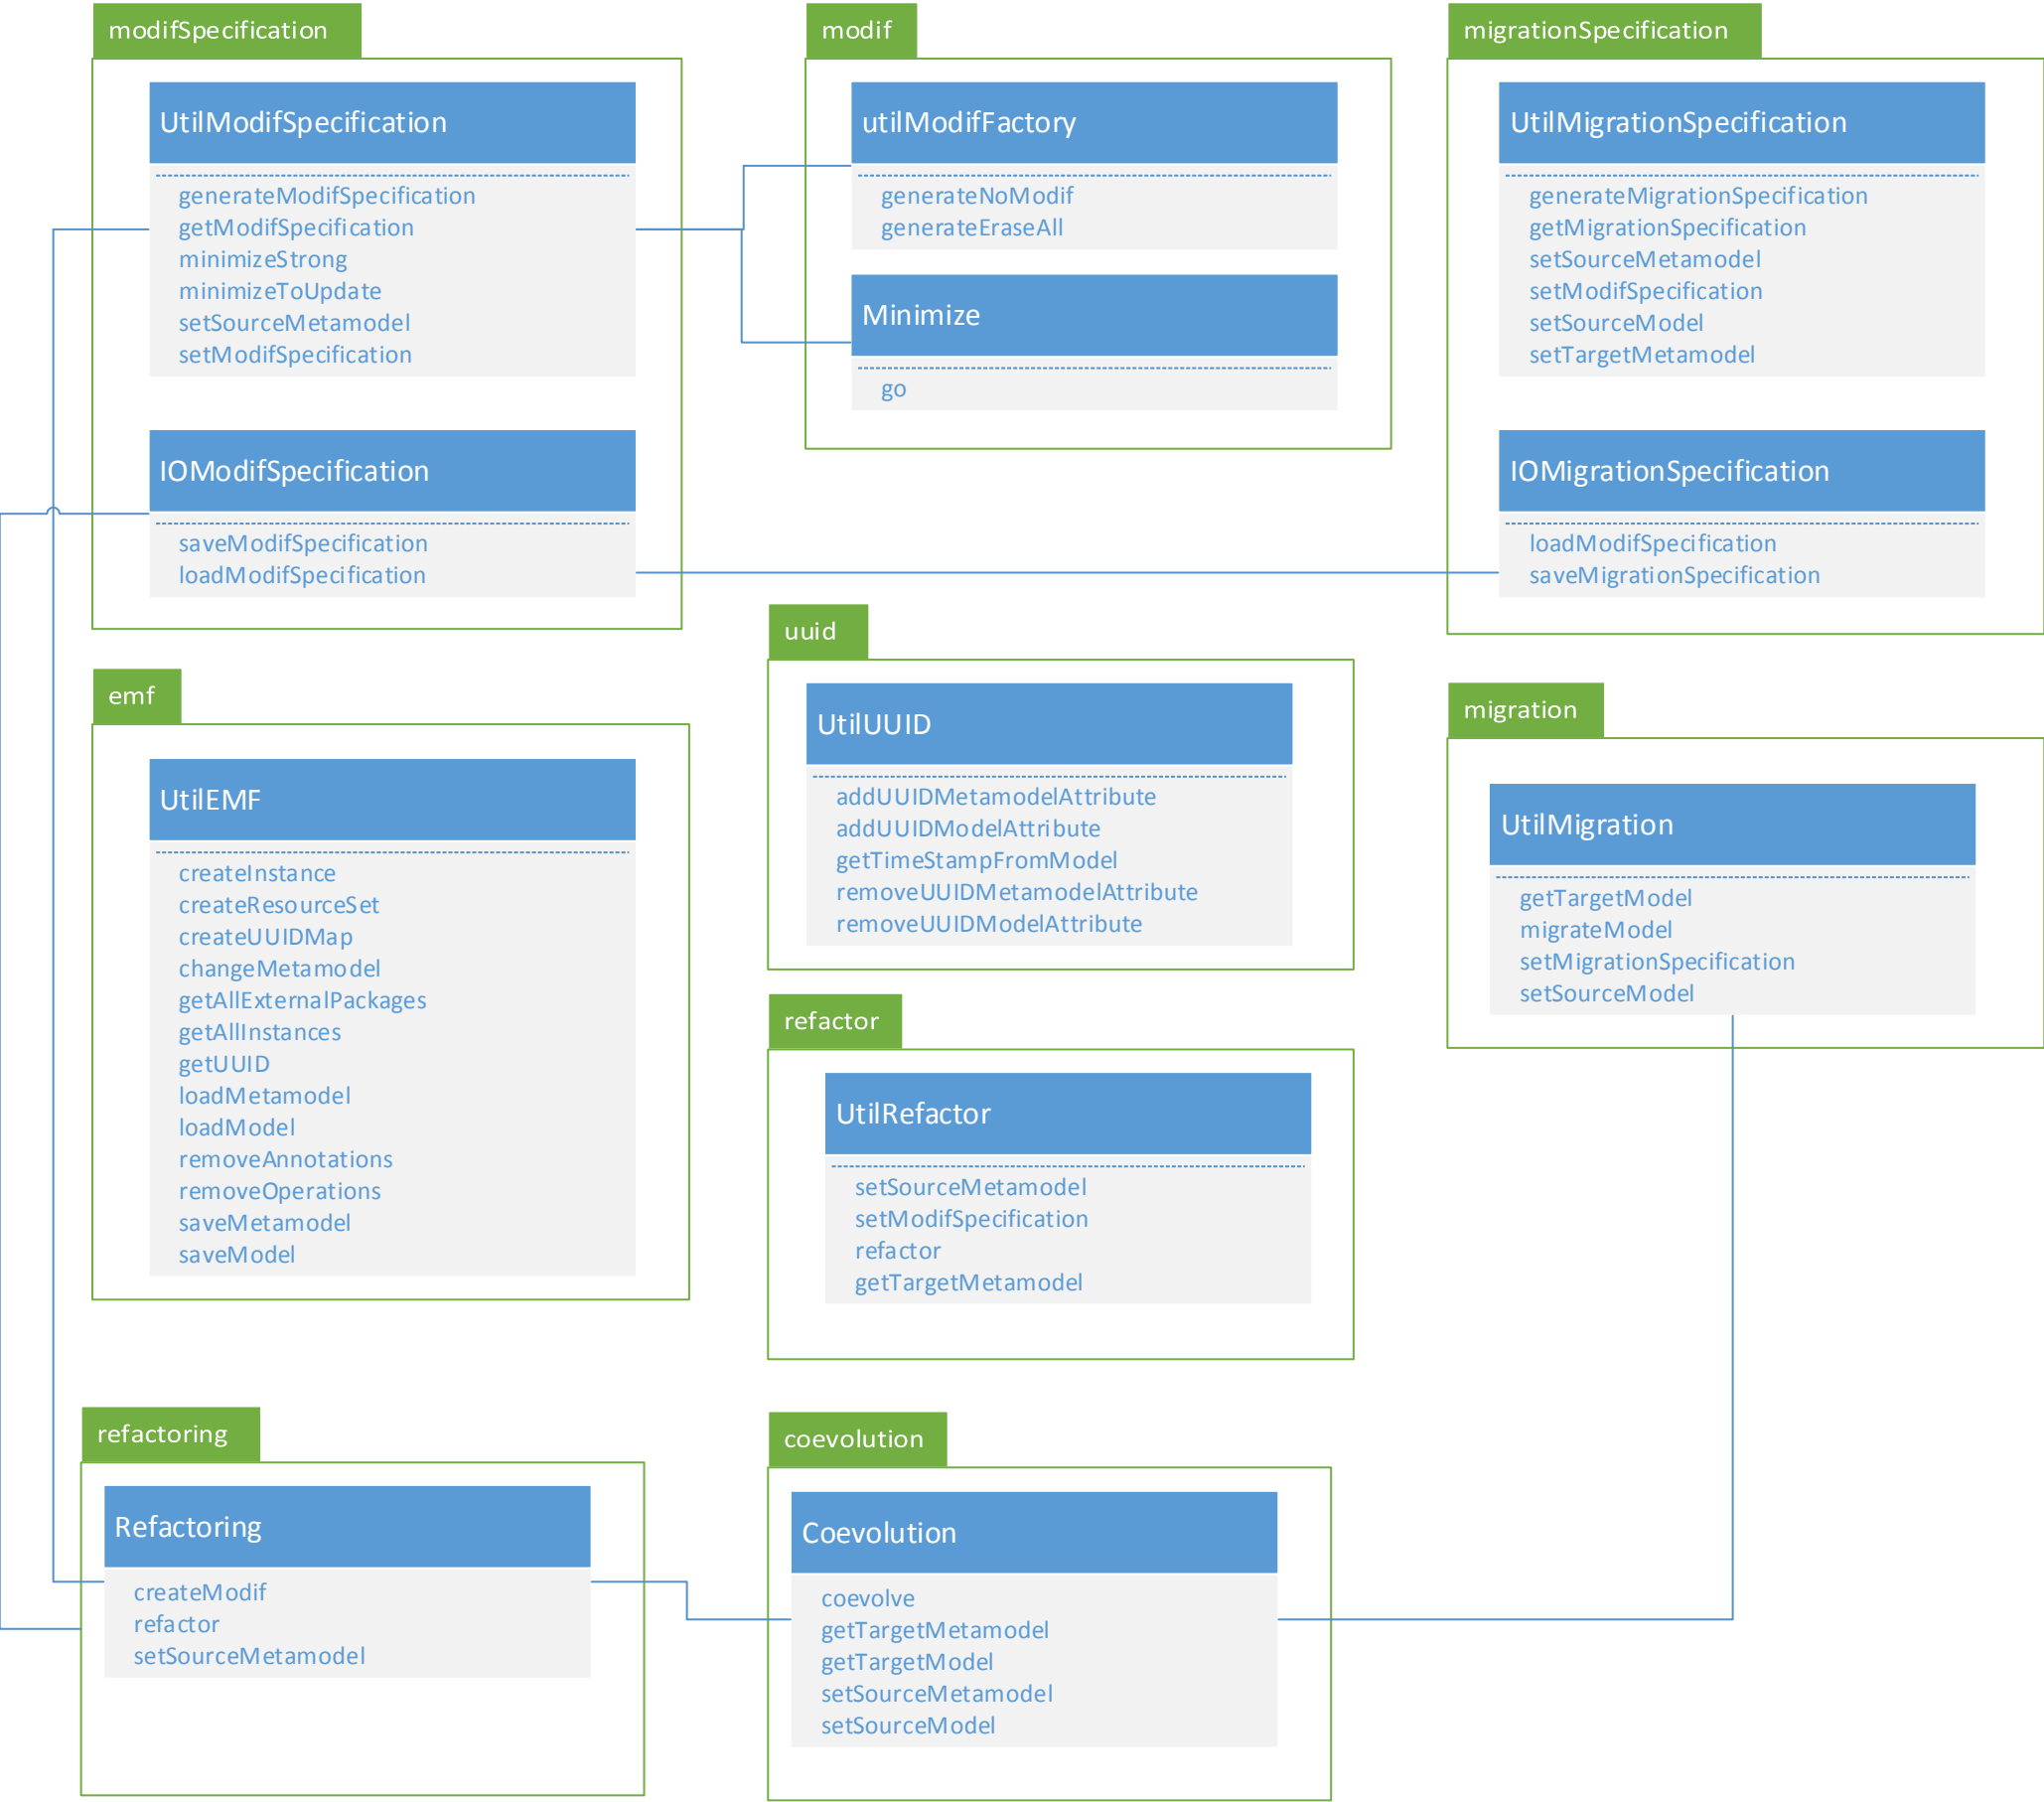 modifSpecification
UtilModifSpecification
generateModifSpecification
getModifSpecification
minimizeStrong
minimizeToUpdate
setSourceMetamodel
setModifSpecification
IOModifSpecification
saveModifSpecification
loadModifSpecification
modif
utilModifFactory
generateNoModif
generateEraseAll
Minimize
go
migrationSpecification
UtilMigrationSpecification
generateMigrationSpecification
getMigrationSpecification
setSourceMetamodel
setModifSpecification
setSourceModel
setTargetMetamodel
IOMigrationSpecification
loadModifSpecification
saveMigrationSpecification
emf
UtilEMF
createInstance
createResourceSet
createUUIDMap
changeMetamodel
getAllExternalPackages
getAllInstances
getUUID
loadMetamodel
loadModel
removeAnnotations
removeOperations
saveMetamodel
saveModel
uuid
UtilUUID
addUUIDMetamodelAttribute
addUUIDModelAttribute
getTimeStampFromModel
removeUUIDMetamodelAttribute
removeUUIDModelAttribute
migration
UtilMigration
getTargetModel
migrateModel
setMigrationSpecification
setSourceModel
refactor
UtilRefactor
setSourceMetamodel
setModifSpecification
refactor
getTargetMetamodel
refactoring
Refactoring
createModif
refactor
setSourceMetamodel
coevolution
Coevolution
coevolve
getTargetMetamodel
getTargetModel
setSourceMetamodel
setSourceModel